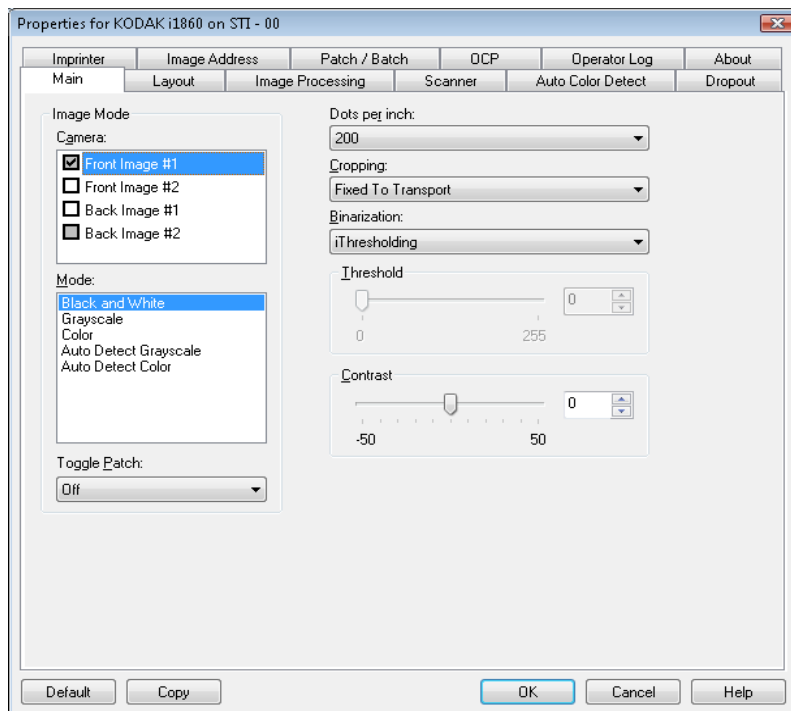 Properties for KODAK i1860 on STI - 00
Imprinter Image Address Patch / Batch OCP Operator Log About
Main Layout Image Processing Scanner Auto Color Detect Dropout
Image Mode
Camera:
Front Image #1
Front Image #2
Back Image #1
Back Image #2
Mode:
Black and White
Grayscale
Color
Auto Detect Grayscale
Auto Detect Color
Toggle Patch:
Off
Dots per inch:
200
Cropping:
Fixed To Transport
Binarization:
iThresholding
Threshold
0
0 255
Contrast
0
-50 50
Default Copy OK Cancel Help